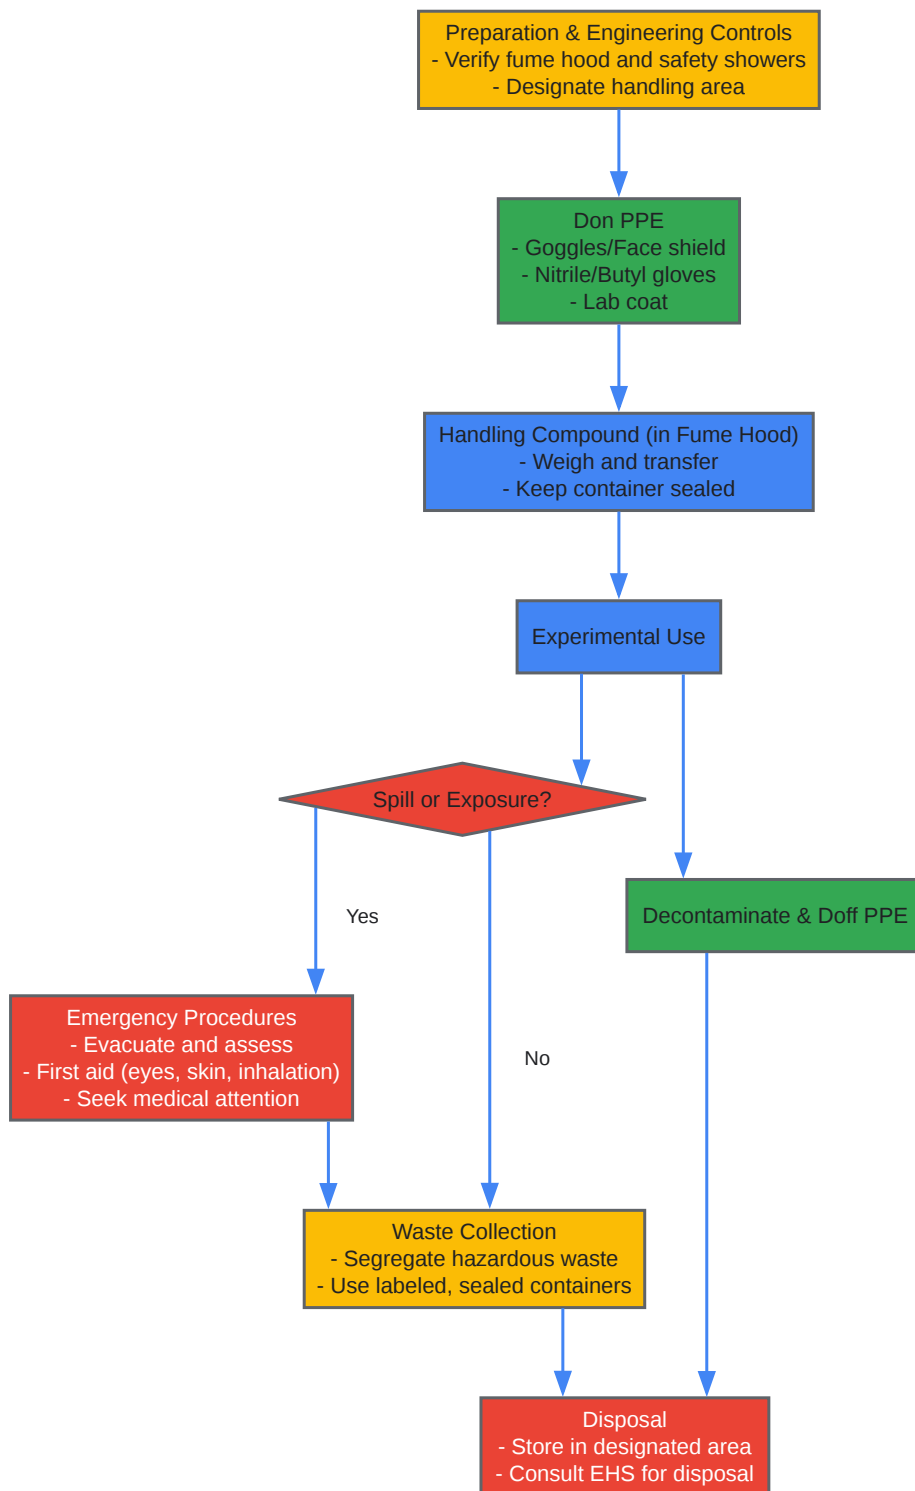 Preparation & Engineering Controls
- Verify fume hood and safety showers
- Designate handling area
Don PPE
- Goggles/Face shield
- Nitrile/Butyl gloves
- Lab coat
Handling Compound (in Fume Hood)
- Weigh and transfer
- Keep container sealed
Experimental Use
Spill or Exposure?
Decontaminate & Doff PPE
Yes
Emergency Procedures
- Evacuate and assess
- First aid (eyes, skin, inhalation)
- Seek medical attention
No
Waste Collection
- Segregate hazardous waste
- Use labeled, sealed containers
Disposal
- Store in designated area
- Consult EHS for disposal